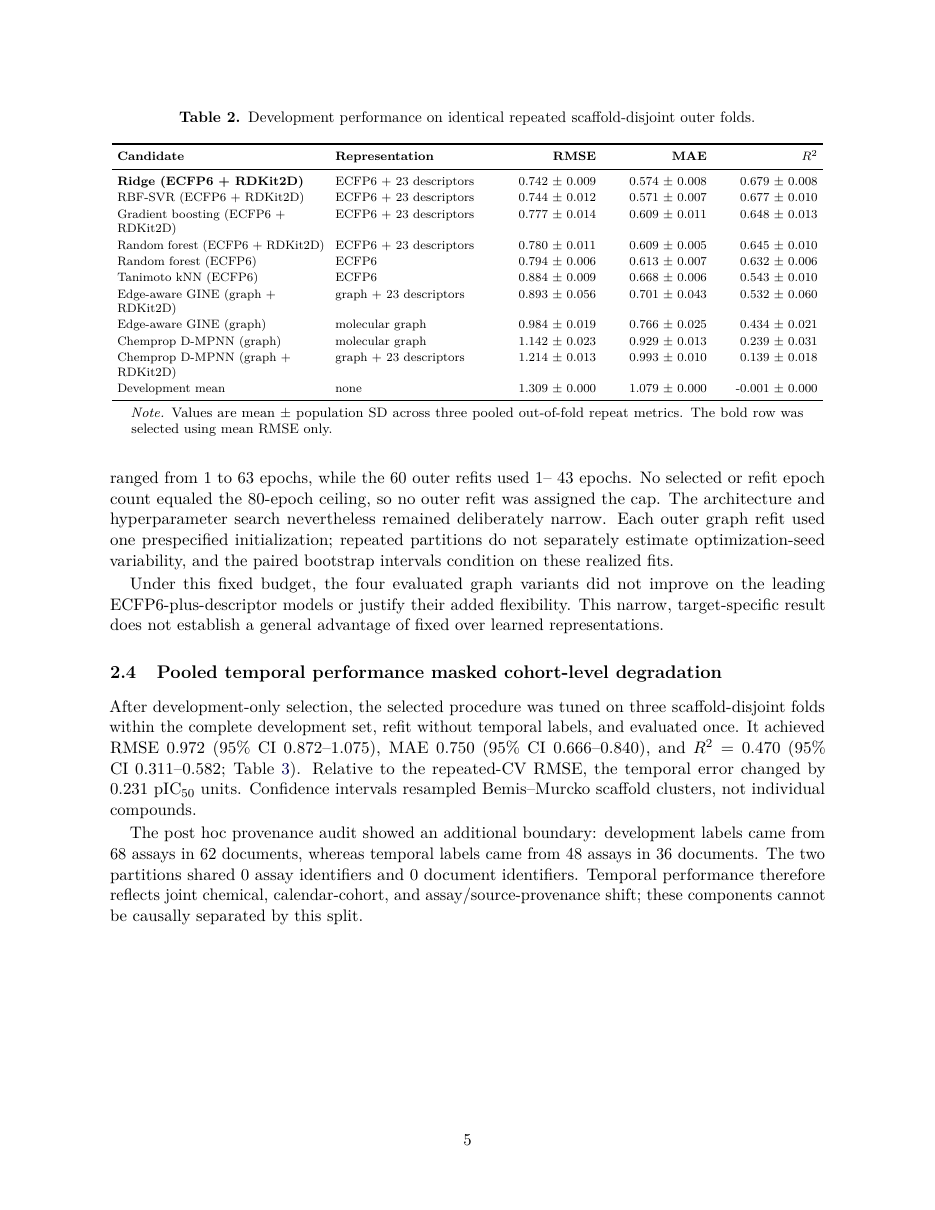 Table 2. Development performance on identical repeated scaffold-disjoint outer folds.
Candidate Representation RMSE MAE R²
Ridge (ECFP6 + RDKit2D) ECFP6 + 23 descriptors 0.742 ± 0.009 0.574 ± 0.008 0.679 ± 0.008
RBF-SVR (ECFP6 + RDKit2D) ECFP6 + 23 descriptors 0.744 ± 0.012 0.571 ± 0.007 0.677 ± 0.010
Gradient boosting (ECFP6 + ECFP6 + 23 descriptors 0.777 ± 0.014 0.609 ± 0.011 0.648 ± 0.013
RDKit2D)
Random forest (ECFP6 + RDKit2D) ECFP6 + 23 descriptors 0.780 ± 0.011 0.609 ± 0.005 0.645 ± 0.010
Random forest (ECFP6) ECFP6 0.794 ± 0.006 0.613 ± 0.007 0.632 ± 0.006
Tanimoto kNN (ECFP6) ECFP6 0.884 ± 0.009 0.668 ± 0.006 0.543 ± 0.010
Edge-aware GINE (graph + graph + 23 descriptors 0.893 ± 0.056 0.701 ± 0.043 0.532 ± 0.060
RDKit2D)
Edge-aware GINE (graph) molecular graph 0.984 ± 0.019 0.766 ± 0.025 0.434 ± 0.021
Chemprop D-MPNN (graph) molecular graph 1.142 ± 0.023 0.929 ± 0.013 0.239 ± 0.031
Chemprop D-MPNN (graph + graph + 23 descriptors 1.214 ± 0.013 0.993 ± 0.010 0.139 ± 0.018
RDKit2D)
Development mean none 1.309 ± 0.000 1.079 ± 0.000 -0.001 ± 0.000
Note. Values are mean ± population SD across three pooled out-of-fold repeat metrics. The bold row was
selected using mean RMSE only.
ranged from 1 to 63 epochs, while the 60 outer refits used 1– 43 epochs. No selected or refit epoch
count equaled the 80-epoch ceiling, so no outer refit was assigned the cap. The architecture and
hyperparameter search nevertheless remained deliberately narrow. Each outer graph refit used
one prespecified initialization; repeated partitions do not separately estimate optimization-seed
variability, and the paired bootstrap intervals condition on these realized fits.
Under this fixed budget, the four evaluated graph variants did not improve on the leading
ECFP6-plus-descriptor models or justify their added flexibility. This narrow, target-specific result
does not establish a general advantage of fixed over learned representations.
2.4 Pooled temporal performance masked cohort-level degradation
After development-only selection, the selected procedure was tuned on three scaffold-disjoint folds
within the complete development set, refit without temporal labels, and evaluated once. It achieved
RMSE 0.972 (95% CI 0.872–1.075), MAE 0.750 (95% CI 0.666–0.840), and R² = 0.470 (95%
CI 0.311–0.582; Table 3). Relative to the repeated-CV RMSE, the temporal error changed by
0.231 pIC₅₀ units. Confidence intervals resampled Bemis–Murcko scaffold clusters, not individual
compounds.
The post hoc provenance audit showed an additional boundary: development labels came from
68 assays in 62 documents, whereas temporal labels came from 48 assays in 36 documents. The two
partitions shared 0 assay identifiers and 0 document identifiers. Temporal performance therefore
reflects joint chemical, calendar-cohort, and assay/source-provenance shift; these components cannot
be causally separated by this split.
5